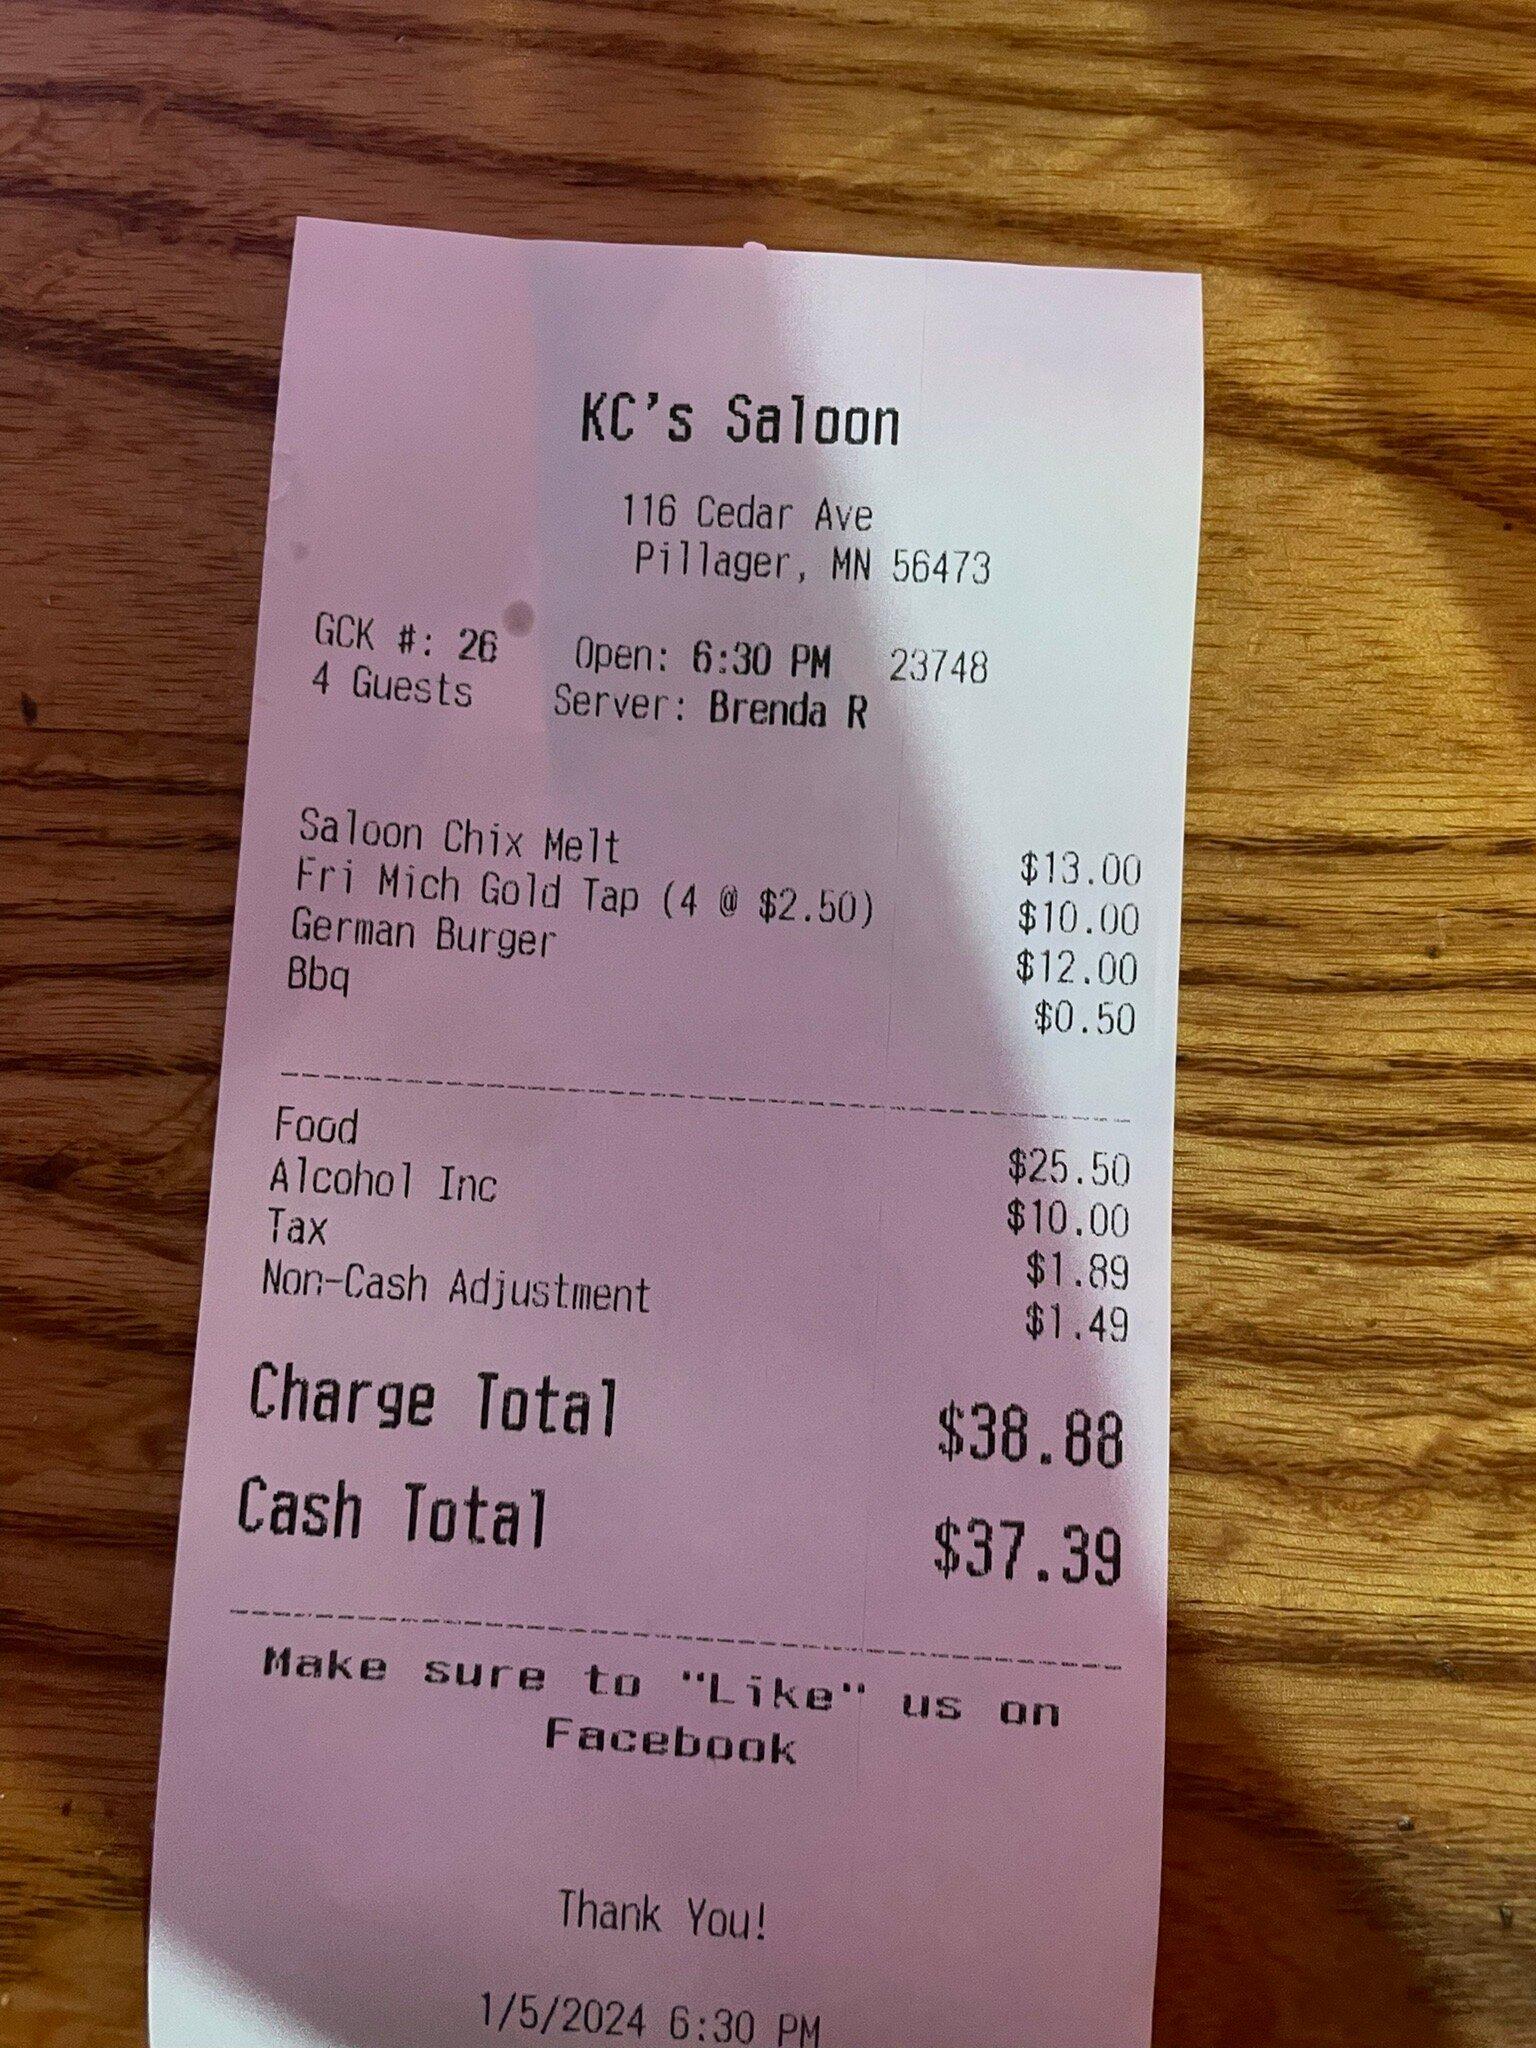 KC's Saloon
116 Cedar Ave
Pillager, MN 56473
GCK #: 26 Open: 6:30 PM 23748
4 Guests Server: Brenda R
Saloon Chix Melt $13.00
Fri Mich Gold Tap (4 @ $2.50) $10.00
German Burger $12.00
Bbq $0.50
Food $25.50
Alcohol Inc $10.00
Tax $1.89
Non-Cash Adjustment $1.49
Charge Total $38.88
Cash Total $37.39
Make sure to "Like" us on
Facebook
Thank You!
1/5/2024 6:30 PM